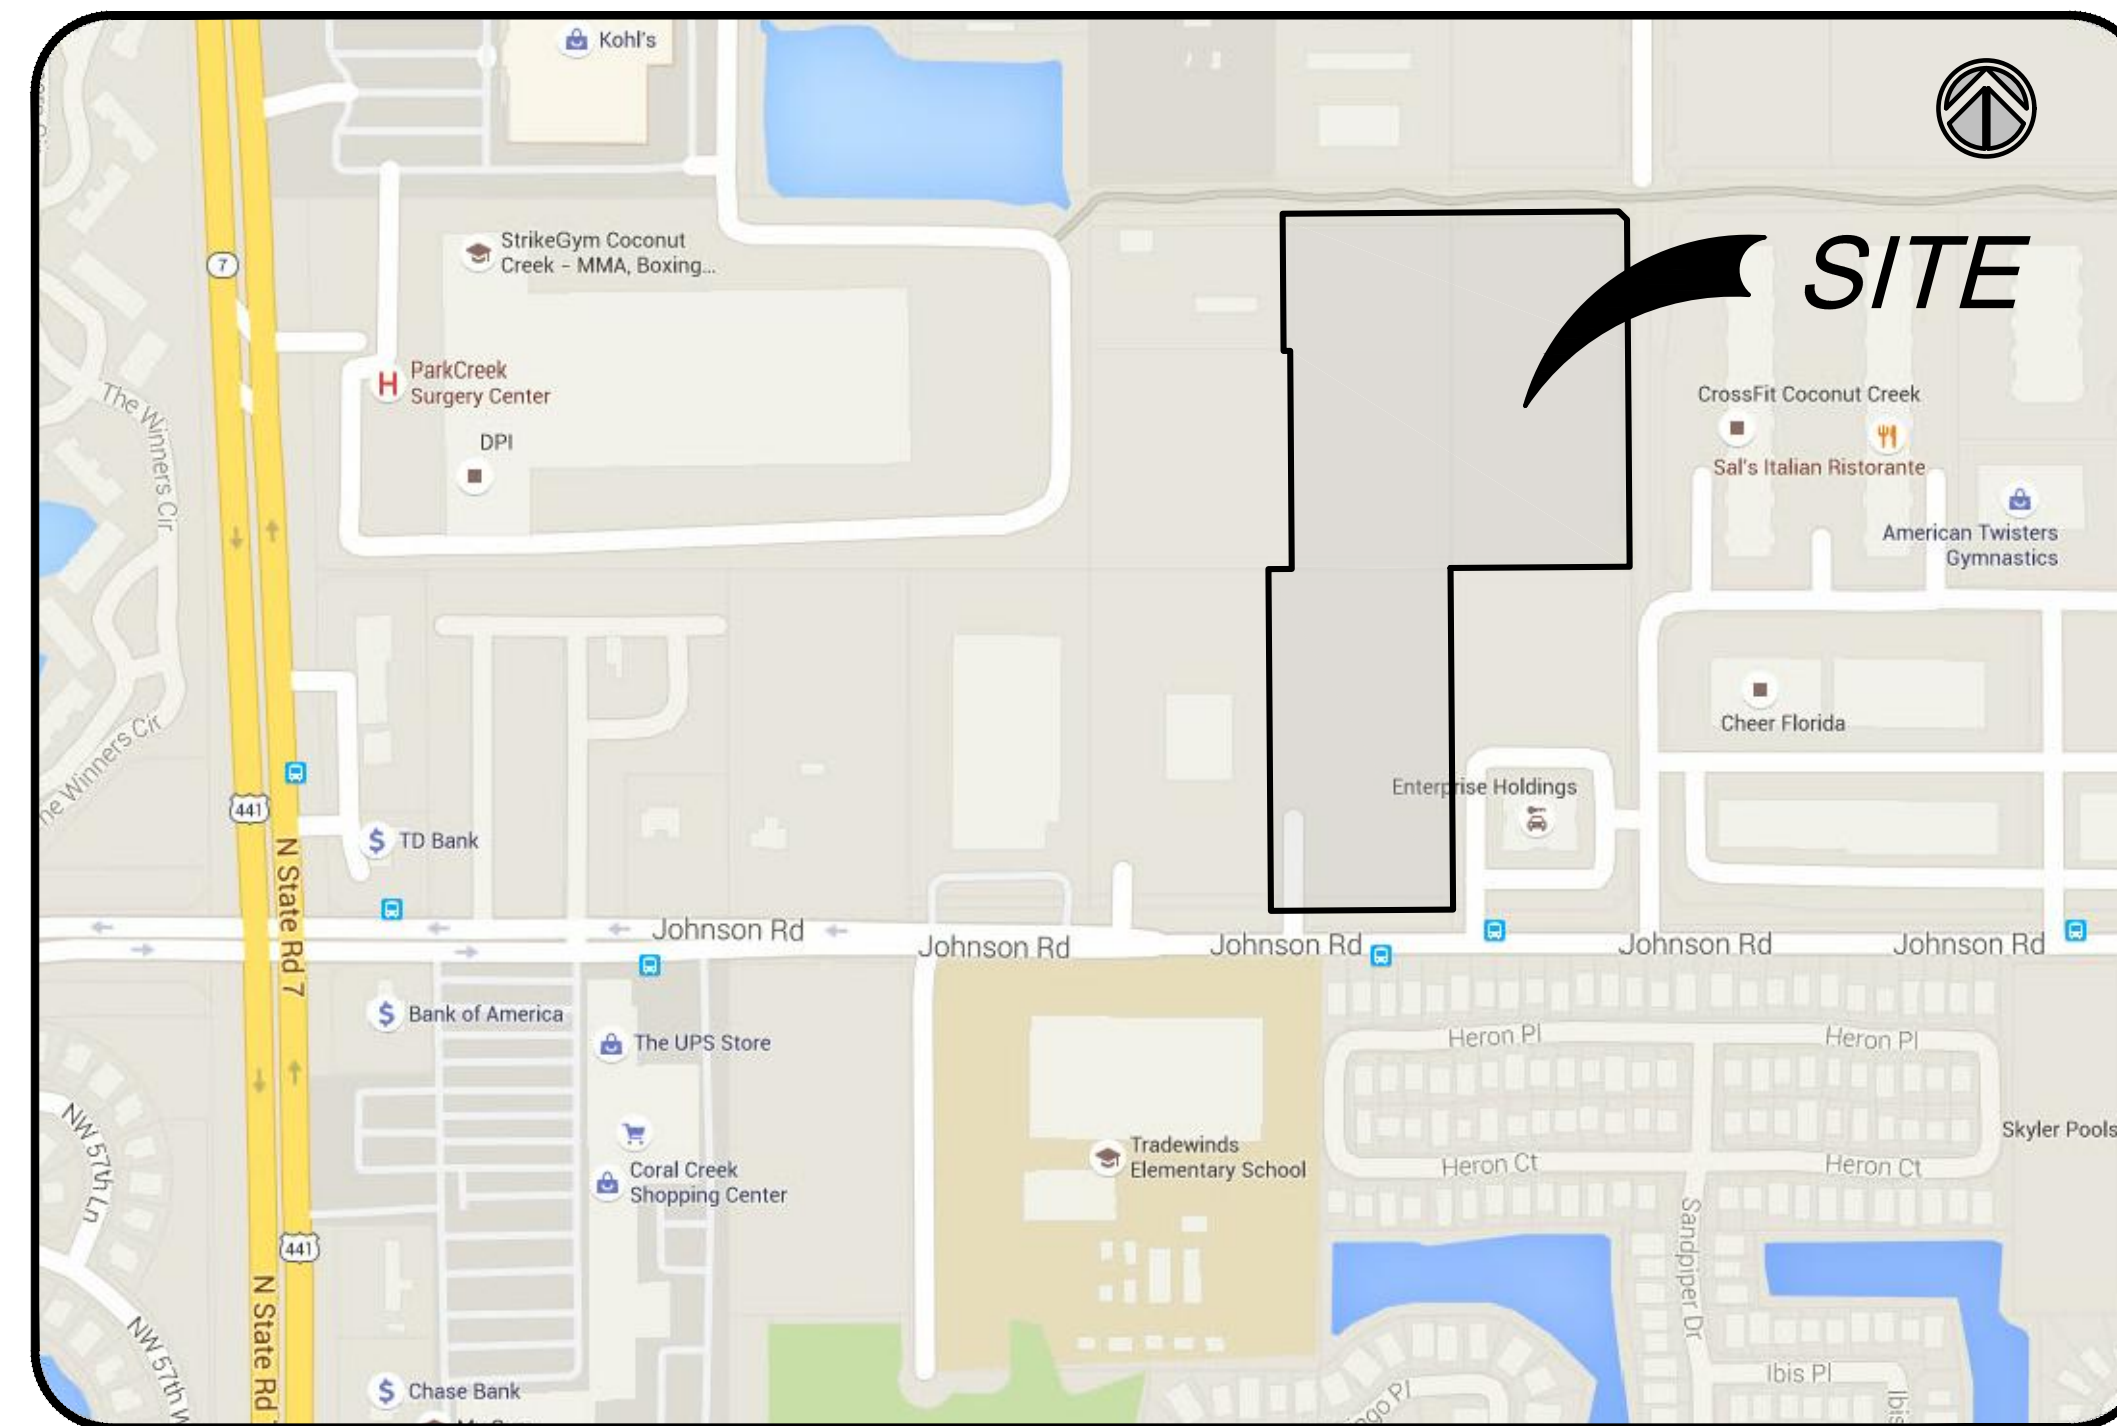 Kohl's
7
StrikeGym Coconut
Creek - MMA, Boxing...
SITE
ParkCreek
Surgery Center
DPI
The Winners Cir
CrossFit Coconut Creek
Sal's Italian Ristorante
American Twisters
Gymnastics
Cheer Florida
Winners Cir
Enterprise Holdings
441
TD Bank
N State Rd 7
Johnson Rd
Johnson Rd
Johnson Rd
Johnson Rd
Johnson Rd
Bank of America
The UPS Store
Heron Pl
Heron Pl
NW 57th Ln
Skyler Pools
Tradewinds
Elementary School
Coral Creek
Shopping Center
Heron Ct
Heron Ct
Sandpiper Dr
441
N State Rd
NW 57th W
Ibis Pl
Ibis
Chase Bank